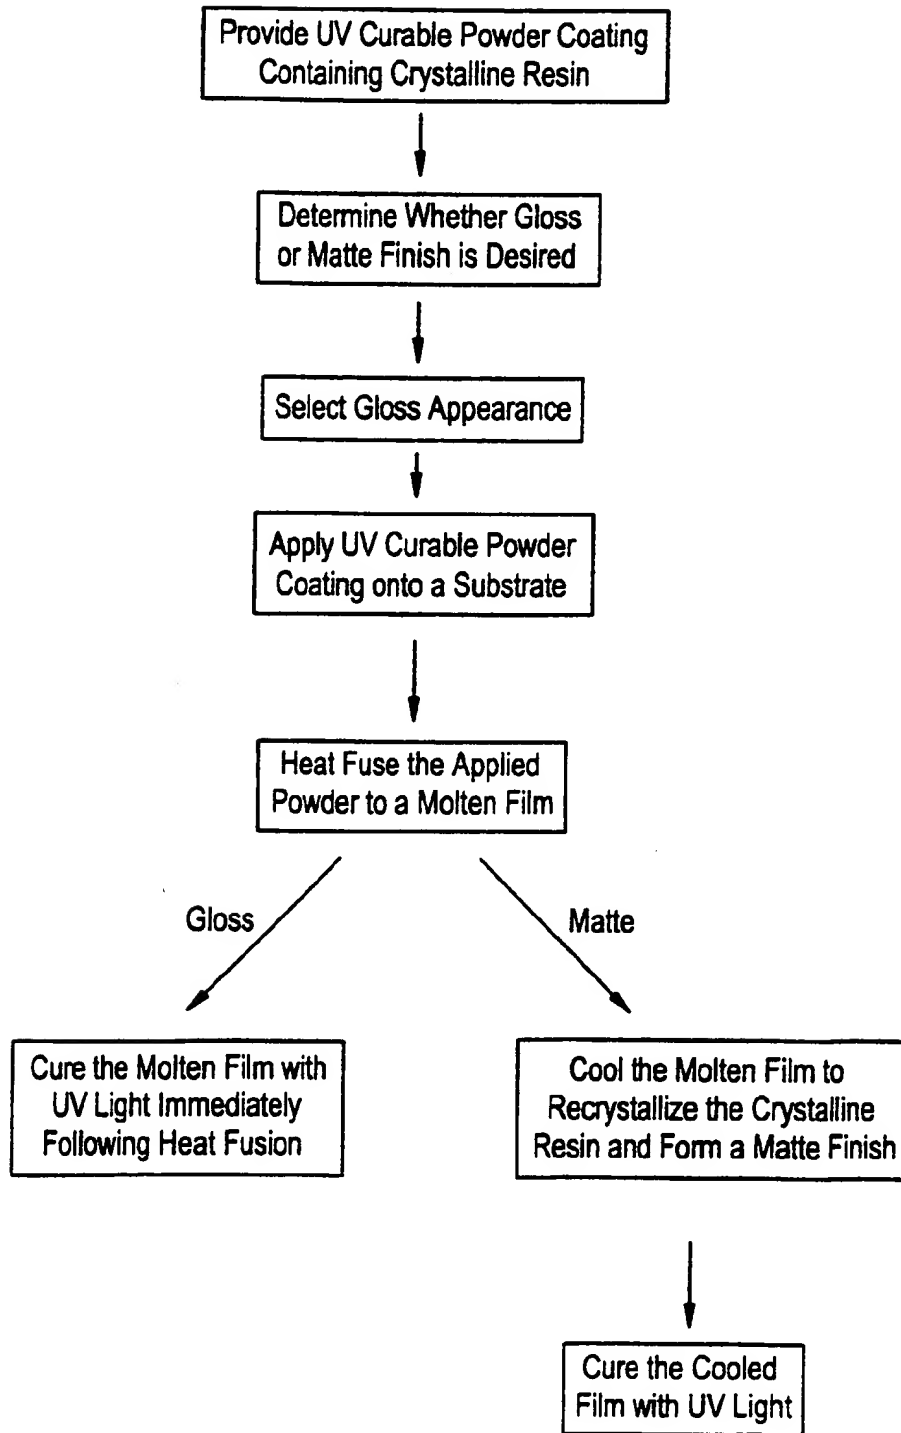 Provide UV Curable Powder Coating
Containing Crystalline Resin
Determine Whether Gloss
or Matte Finish is Desired
Select Gloss Appearance
Apply UV Curable Powder
Coating onto a Substrate
Heat Fuse the Applied
Powder to a Molten Film
Gloss
Matte
Cure the Molten Film with
UV Light Immediately
Following Heat Fusion
Cool the Molten Film to
Recrystallize the Crystalline
Resin and Form a Matte Finish
Cure the Cooled
Film with UV Light